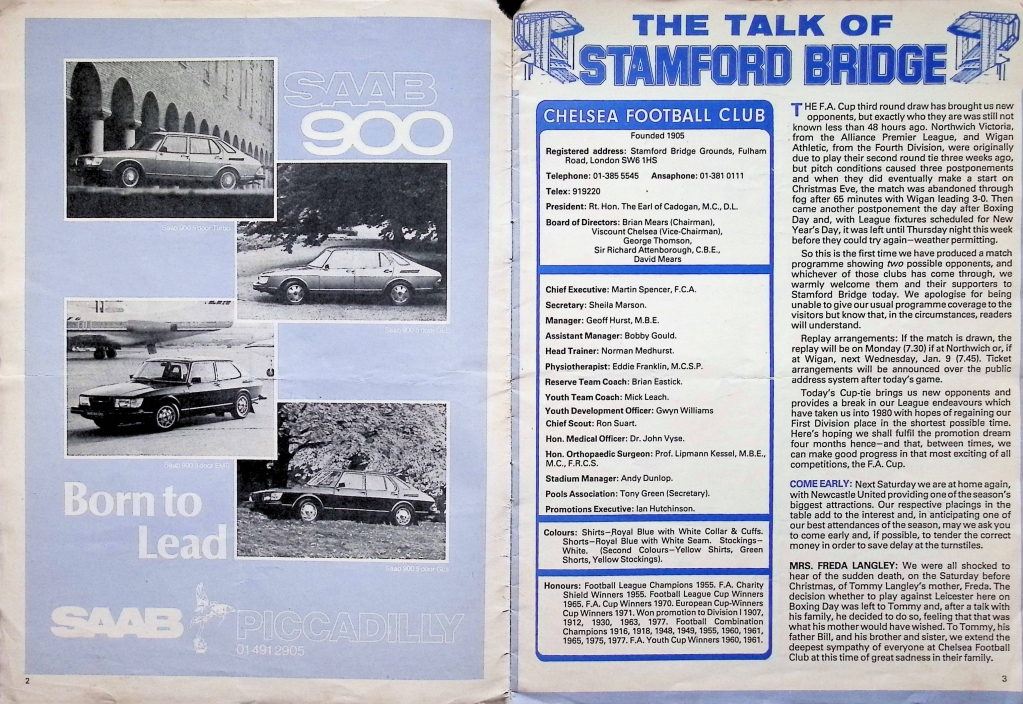 SAAB
900
Saab 900 5 door Turbo
Saab 900 5 door GLE
Saab 900 3 door EMS
Saab 900 5 door GLs
Born to
Lead
SAAB PICCADILLY
01 491 2905
2
THE TALK OF
STAMFORD BRIDGE
CHELSEA FOOTBALL CLUB
Founded 1905
Registered address: Stamford Bridge Grounds, Fulham
Road, London SW6 1HS
Telephone: 01-385 5545 Ansaphone: 01-381 0111
Telex: 919220
President: Rt. Hon. The Earl of Cadogan, M.C., D.L.
Board of Directors: Brian Mears (Chairman),
Viscount Chelsea (Vice-Chairman),
George Thomson,
Sir Richard Attenborough, C.B.E.,
David Mears
Chief Executive: Martin Spencer, F.C.A.
Secretary: Sheila Marson.
Manager: Geoff Hurst, M.B.E.
Assistant Manager: Bobby Gould.
Head Trainer: Norman Medhurst.
Physiotherapist: Eddie Franklin, M.C.S.P.
Reserve Team Coach: Brian Eastick.
Youth Team Coach: Mick Leach.
Youth Development Officer: Gwyn Williams
Chief Scout: Ron Suart.
Hon. Medical Officer: Dr. John Vyse.
Hon. Orthopaedic Surgeon: Prof. Lipmann Kessel, M.B.E.,
M.C., F.R.C.S.
Stadium Manager: Andy Dunlop.
Pools Association: Tony Green (Secretary).
Promotions Executive: Ian Hutchinson.
Colours: Shirts—Royal Blue with White Collar & Cuffs.
Shorts—Royal Blue with White Seam. Stockings—
White. (Second Colours—Yellow Shirts, Green
Shorts, Yellow Stockings).
Honours: Football League Champions 1955. F.A. Charity
Shield Winners 1955. Football League Cup Winners
1965. F.A. Cup Winners 1970. European Cup-Winners
Cup Winners 1971. Won promotion to Division I 1907,
1912, 1930, 1963, 1977. Football Combination
Champions 1916, 1918, 1948, 1949, 1955, 1960, 1961,
1965, 1975, 1977. F.A. Youth Cup Winners 1960, 1961.
THE F.A. Cup third round draw has brought us new
opponents, but exactly who they are was still not
known less than 48 hours ago. Northwich Victoria,
from the Alliance Premier League, and Wigan
Athletic, from the Fourth Division, were originally
due to play their second round tie three weeks ago,
but pitch conditions caused three postponements
and when they did eventually make a start on
Christmas Eve, the match was abandoned through
fog after 65 minutes with Wigan leading 3-0. Then
came another postponement the day after Boxing
Day and, with League fixtures scheduled for New
Year's Day, it was left until Thursday night this week
before they could try again—weather permitting.
So this is the first time we have produced a match
programme showing two possible opponents, and
whichever of those clubs has come through, we
warmly welcome them and their supporters to
Stamford Bridge today. We apologise for being
unable to give our usual programme coverage to the
visitors but know that, in the circumstances, readers
will understand.
Replay arrangements: If the match is drawn, the
replay will be on Monday (7.30) if at Northwich or, if
at Wigan, next Wednesday, Jan. 9 (7.45). Ticket
arrangements will be announced over the public
address system after today's game.
Today's Cup-tie brings us new opponents and
provides a break in our League endeavours which
have taken us into 1980 with hopes of regaining our
First Division place in the shortest possible time.
Here's hoping we shall fulfil the promotion dream
four months hence—and that, between times, we
can make good progress in that most exciting of all
competitions, the F.A. Cup.
COME EARLY: Next Saturday we are at home again,
with Newcastle United providing one of the season's
biggest attractions. Our respective placings in the
table add to the interest and, in anticipating one of
our best attendances of the season, may we ask you
to come early and, if possible, to tender the correct
money in order to save delay at the turnstiles.
MRS. FREDA LANGLEY: We were all shocked to
hear of the sudden death, on the Saturday before
Christmas, of Tommy Langley's mother, Freda. The
decision whether to play against Leicester here on
Boxing Day was left to Tommy and, after a talk with
his family, he decided to do so, feeling that that was
what his mother would have wished. To Tommy, his
father Bill, and his brother and sister, we extend the
deepest sympathy of everyone at Chelsea Football
Club at this time of great sadness in their family.
3